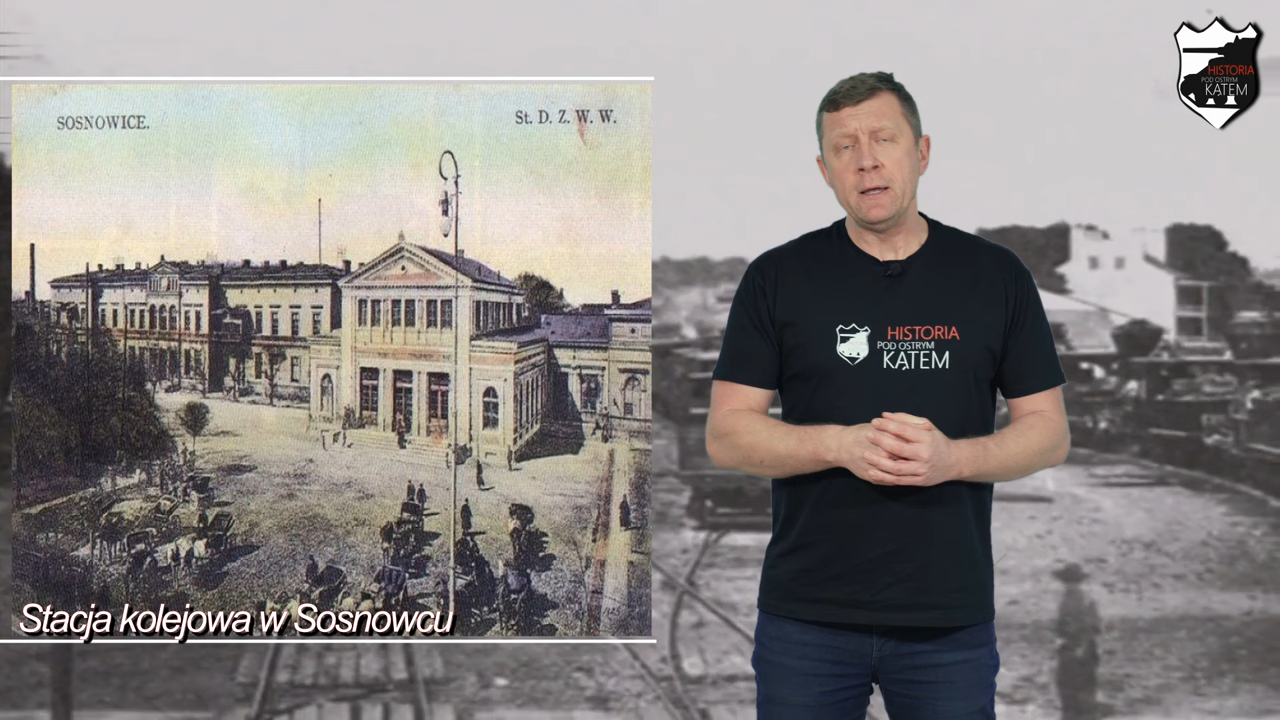 SOSNOWICE.
St. D. Ż. W. W.
Stacja kolejowa w Sosnowcu
HISTORIA
POD OSTRYM
KĄTEM
HISTORIA
POD OSTRYM
KĄTEM